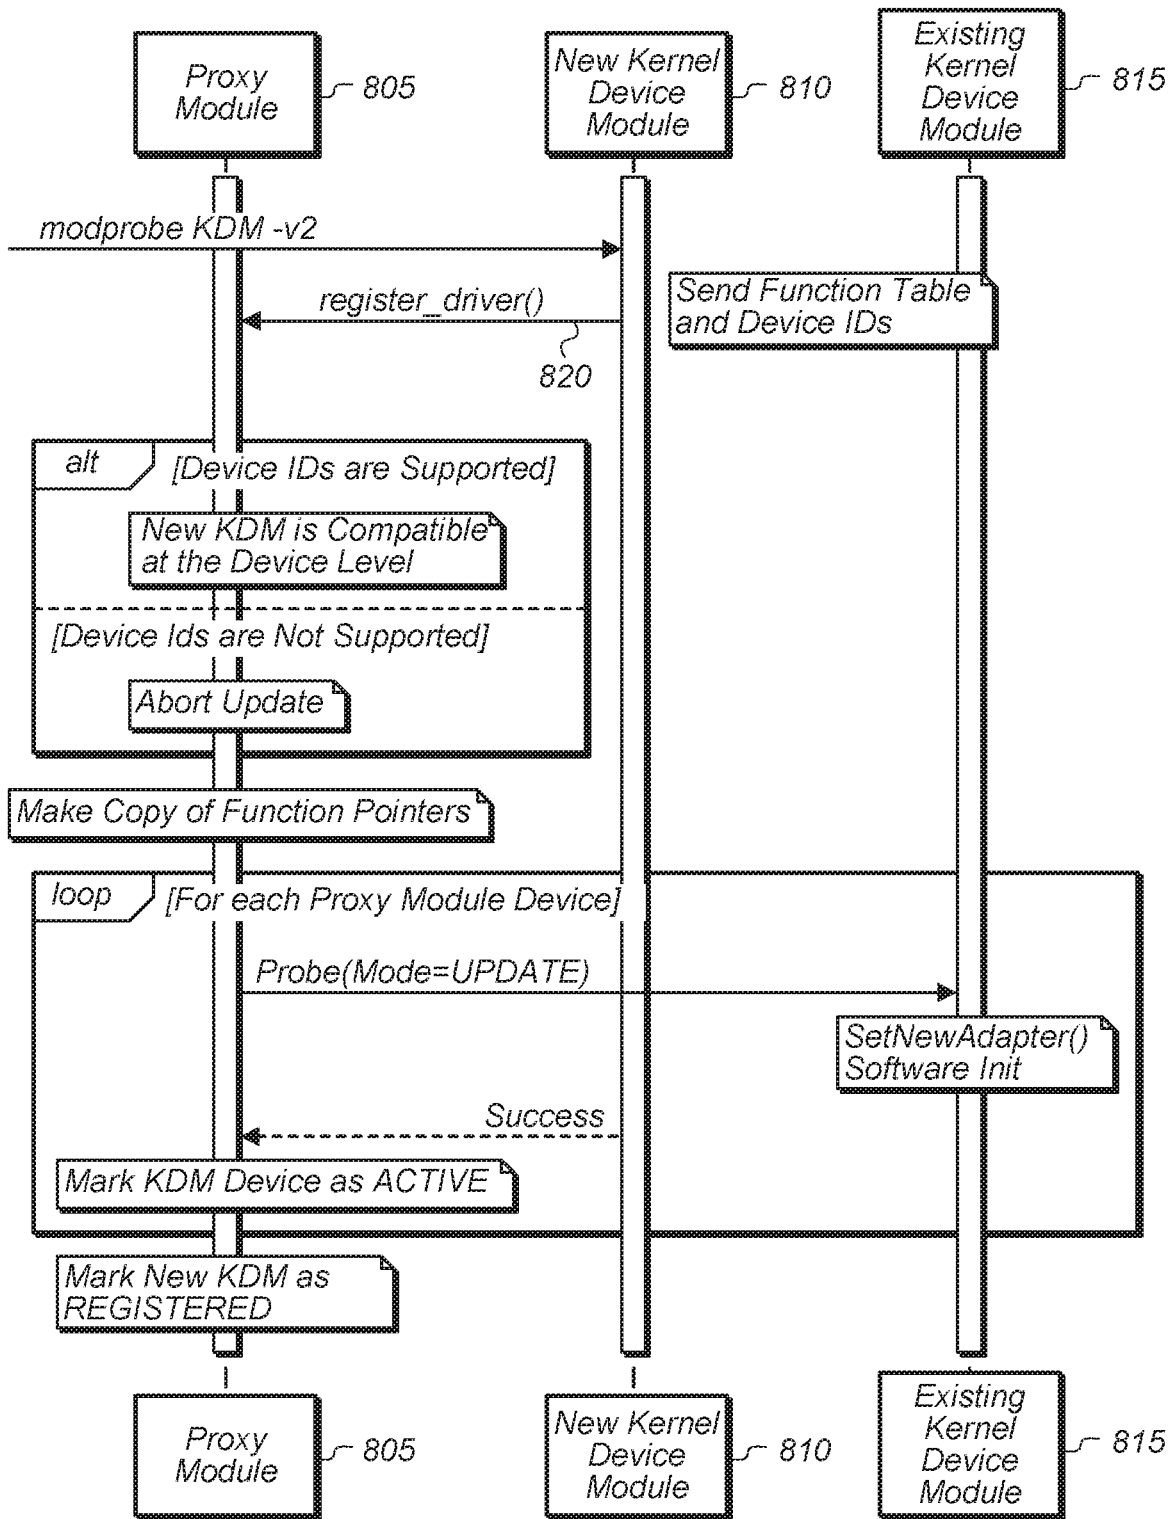 Proxy
Module
805
New Kernel
Device
Module
810
Existing
Kernel
Device
Module
815
modprobe KDM -v2
register_driver()
820
Send Function Table
and Device IDs
alt
[Device IDs are Supported]
New KDM is Compatible
at the Device Level
[Device Ids are Not Supported]
Abort Update
Make Copy of Function Pointers
loop
[For each Proxy Module Device]
Probe(Mode=UPDATE)
SetNewAdapter()
Software Init
Success
Mark KDM Device as ACTIVE
Mark New KDM as
REGISTERED
Proxy
Module
805
New Kernel
Device
Module
810
Existing
Kernel
Device
Module
815